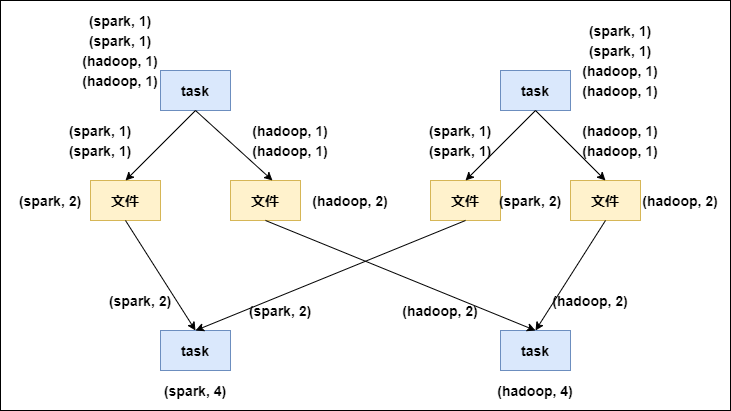 (spark, 1)
(spark, 1)
(hadoop, 1)
(hadoop, 1)
task
(spark, 1)
(spark, 1)
(hadoop, 1)
(hadoop, 1)
task
(spark, 1)
(spark, 1)
(hadoop, 1)
(hadoop, 1)
(spark, 1)
(spark, 1)
(hadoop, 1)
(hadoop, 1)
(spark, 2)
文件
文件
(hadoop, 2)
文件
(spark, 2)
文件
(hadoop, 2)
(spark, 2)
(spark, 2)
(hadoop, 2)
(hadoop, 2)
task
task
(spark, 4)
(hadoop, 4)